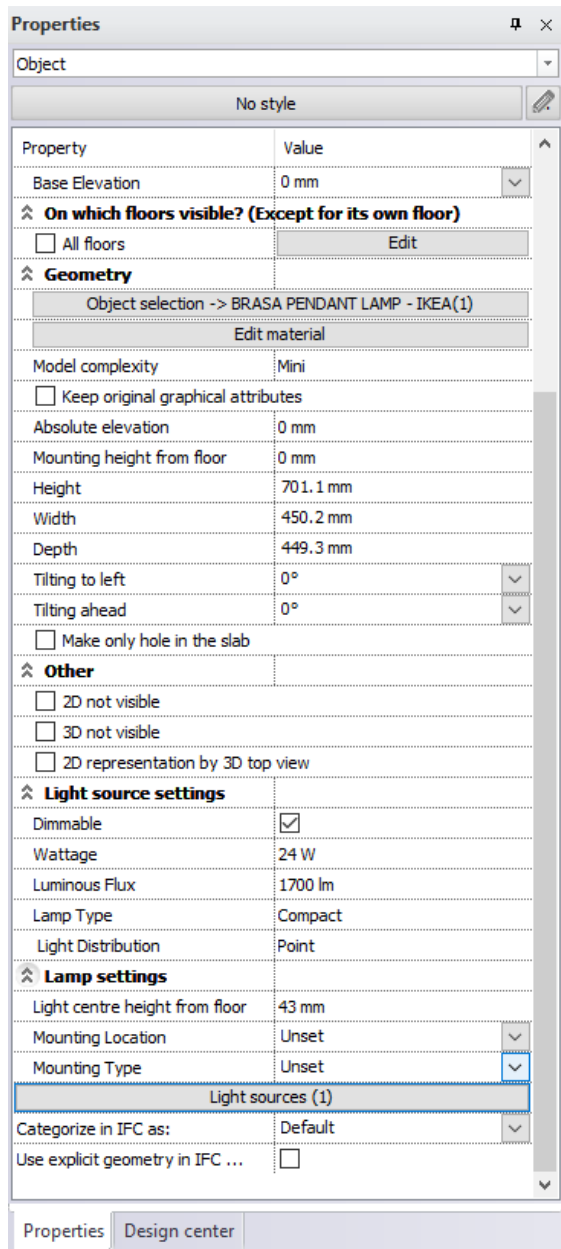 Properties
Object
No style
Property Value
Base Elevation 0 mm
On which floors visible? (Except for its own floor)
All floors Edit
Geometry
Object selection -> BRASA PENDANT LAMP - IKEA(1)
Edit material
Model complexity Mini
Keep original graphical attributes
Absolute elevation 0 mm
Mounting height from floor 0 mm
Height 701.1 mm
Width 450.2 mm
Depth 449.3 mm
Tilting to left 0°
Tilting ahead 0°
Make only hole in the slab
Other
2D not visible
3D not visible
2D representation by 3D top view
Light source settings
Dimmable
Wattage 24 W
Luminous Flux 1700 lm
Lamp Type Compact
Light Distribution Point
Lamp settings
Light centre height from floor 43 mm
Mounting Location Unset
Mounting Type Unset
Light sources (1)
Categorize in IFC as: Default
Use explicit geometry in IFC ...
Properties Design center